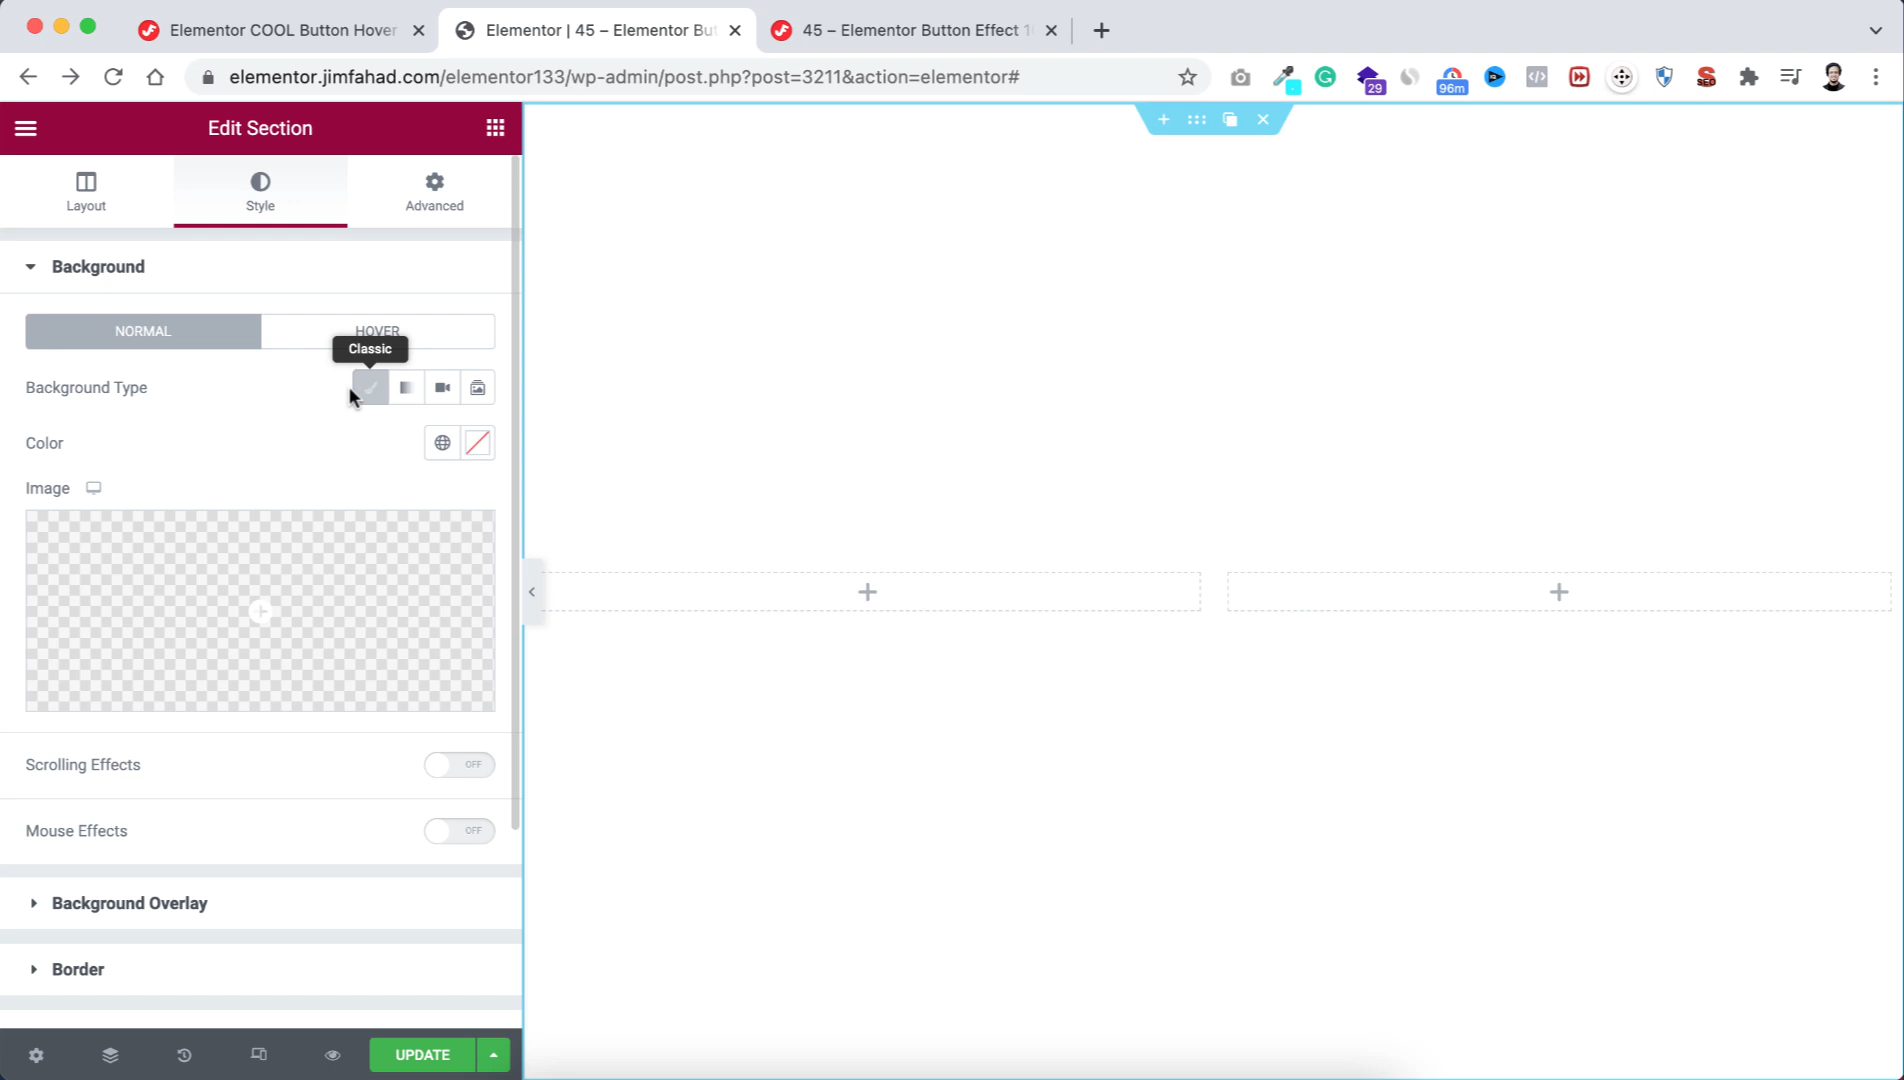 Elementor COOL Button Hover
Elementor | 45 – Elementor But
45 – Elementor Button Effect 1
elementor.jimfahad.com/elementor133/wp-admin/post.php?post=3211&action=elementor#
29
96m
SEO
Edit Section
Layout
Style
Advanced
Background
NORMAL
HOVER
Classic
Background Type
Color
Image
Scrolling Effects
OFF
Mouse Effects
OFF
Background Overlay
Border
UPDATE